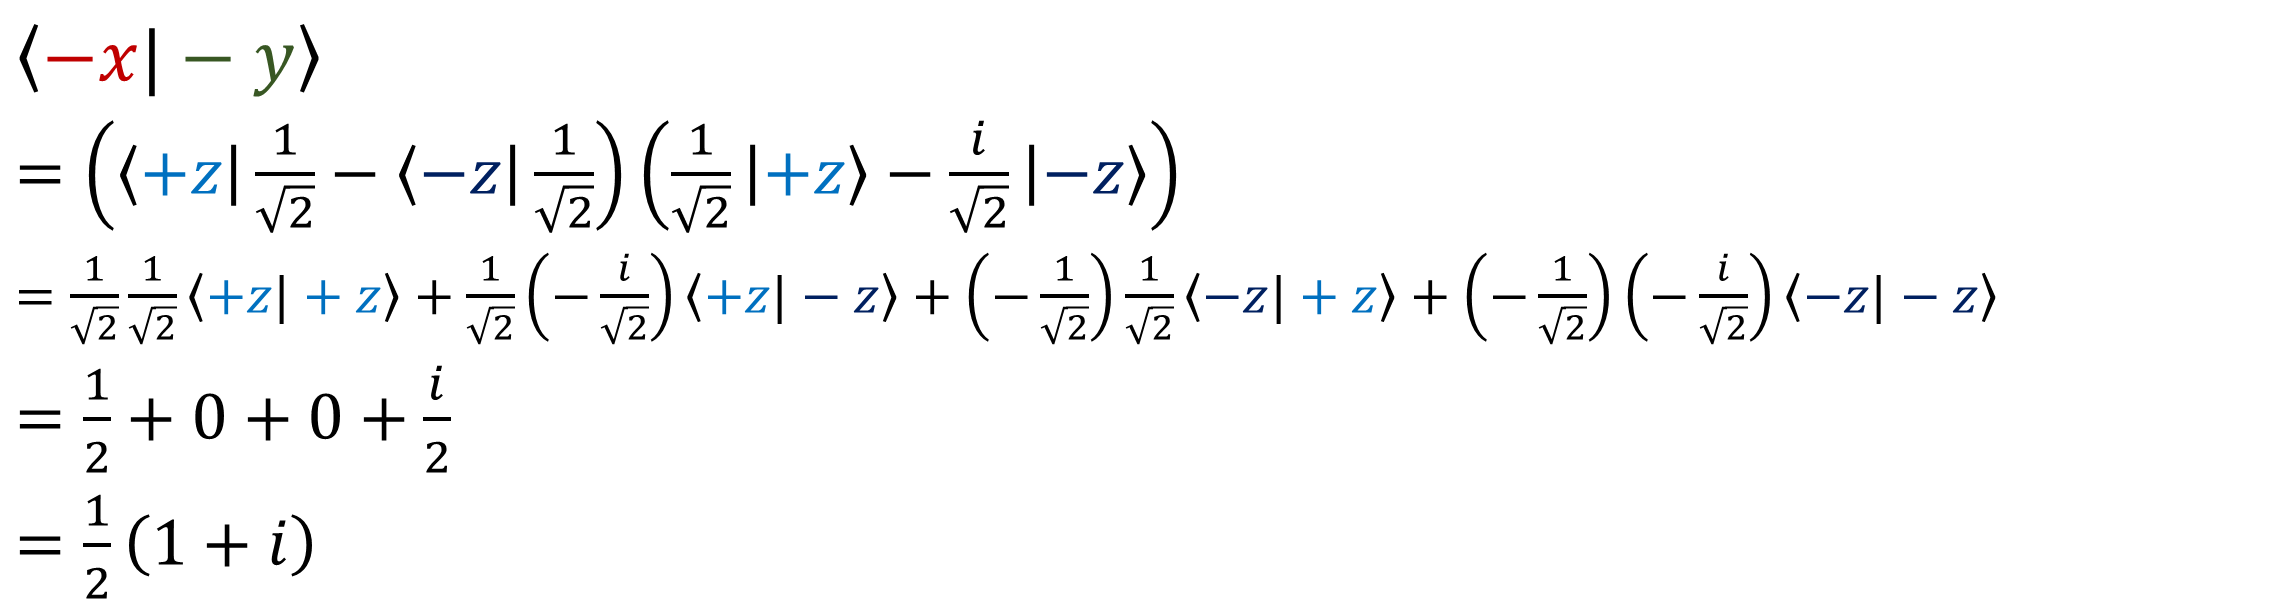 ⟨−x| − y⟩
= (⟨+z| 1/√2 − ⟨−z| 1/√2) (1/√2 |+z⟩ − i/√2 |−z⟩)
= 1/√2 1/√2 ⟨+z| + z⟩ + 1/√2 (− i/√2) ⟨+z| − z⟩ + (− 1/√2) 1/√2 ⟨−z| + z⟩ + (− 1/√2) (− i/√2) ⟨−z| − z⟩
= 1/2 + 0 + 0 + i/2
= 1/2 (1 + i)